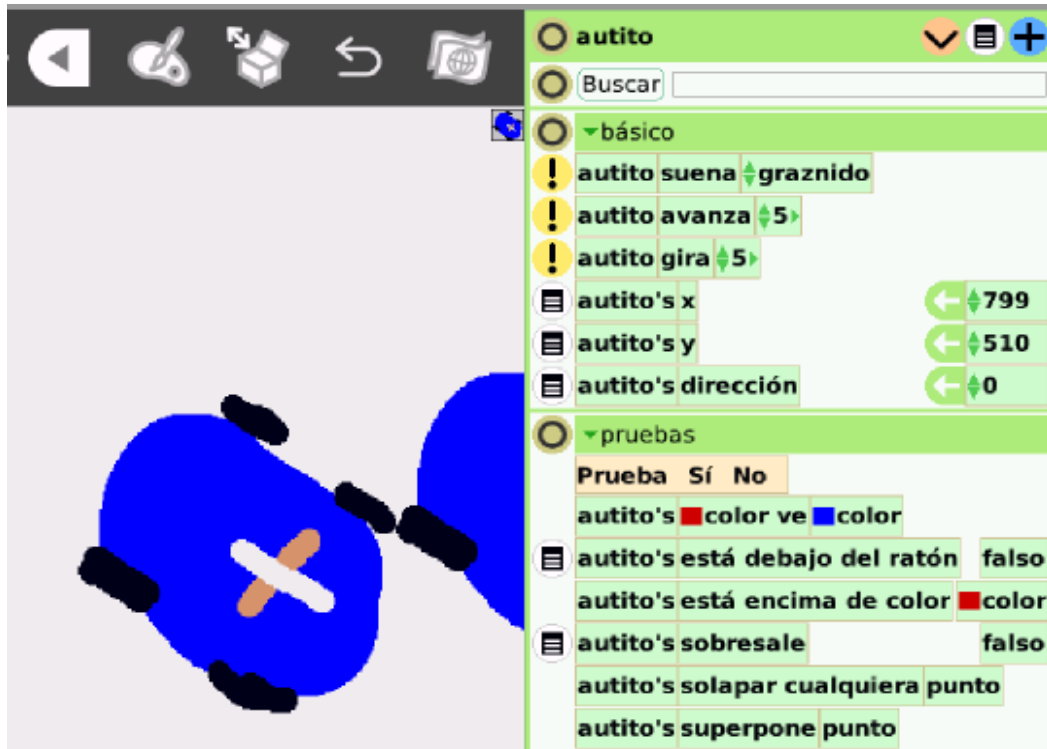 autito
Buscar
básico
! autito suena graznido
! autito avanza 5
! autito gira 5
autito's x 799
autito's y 510
autito's dirección 0
pruebas
Prueba Sí No
autito's color ve color
autito's está debajo del ratón falso
autito's está encima de color color
autito's sobresale falso
autito's solapar cualquiera punto
autito's superpone punto